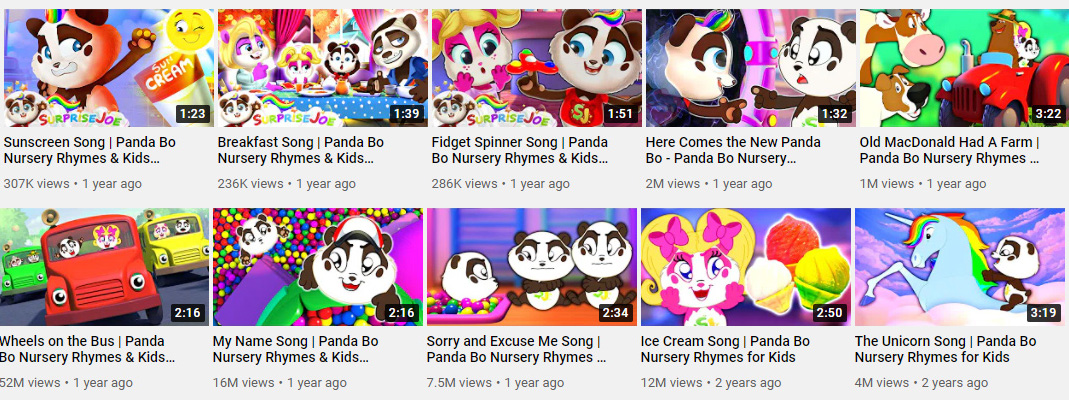 SUN
CREAM
SURPRISEJOE
1:23
SURPRISEJOE
1:39
SURPRISEJOE
1:51
1:32
3:22
Sunscreen Song | Panda Bo
Nursery Rhymes & Kids...
307K views • 1 year ago
Breakfast Song | Panda Bo
Nursery Rhymes & Kids...
236K views • 1 year ago
Fidget Spinner Song | Panda
Bo Nursery Rhymes & Kids...
286K views • 1 year ago
Here Comes the New Panda
Bo - Panda Bo Nursery...
2M views • 1 year ago
Old MacDonald Had A Farm |
Panda Bo Nursery Rhymes ...
1M views • 1 year ago
2:16
2:16
2:34
2:50
3:19
Wheels on the Bus | Panda
Bo Nursery Rhymes & Kids...
52M views • 1 year ago
My Name Song | Panda Bo
Nursery Rhymes & Kids...
16M views • 1 year ago
Sorry and Excuse Me Song |
Panda Bo Nursery Rhymes ...
7.5M views • 1 year ago
Ice Cream Song | Panda Bo
Nursery Rhymes for Kids
12M views • 2 years ago
The Unicorn Song | Panda Bo
Nursery Rhymes for Kids
4M views • 2 years ago